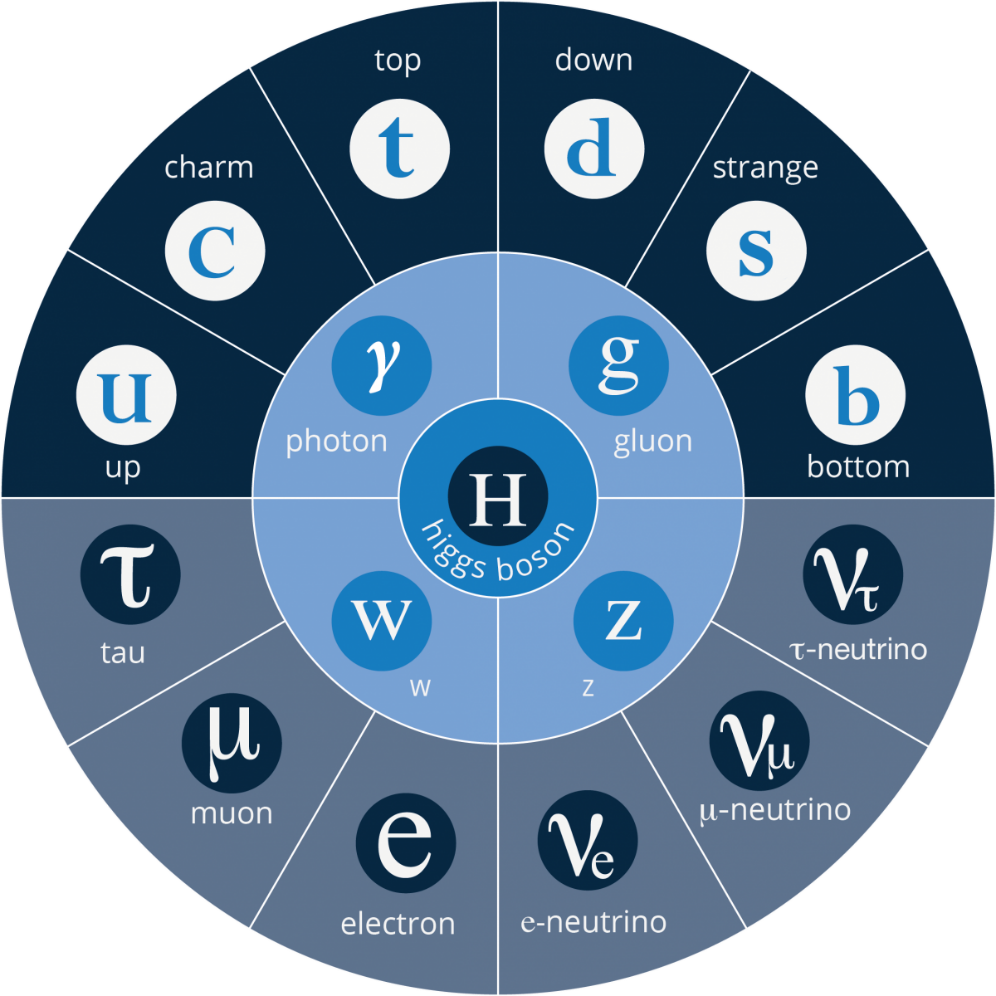 top
t
down
d
charm
c
strange
s
u
up
b
bottom
γ
photon
g
gluon
H
higgs boson
w
w
z
z
τ
tau
ντ
τ-neutrino
μ
muon
νμ
μ-neutrino
e
electron
νe
e-neutrino